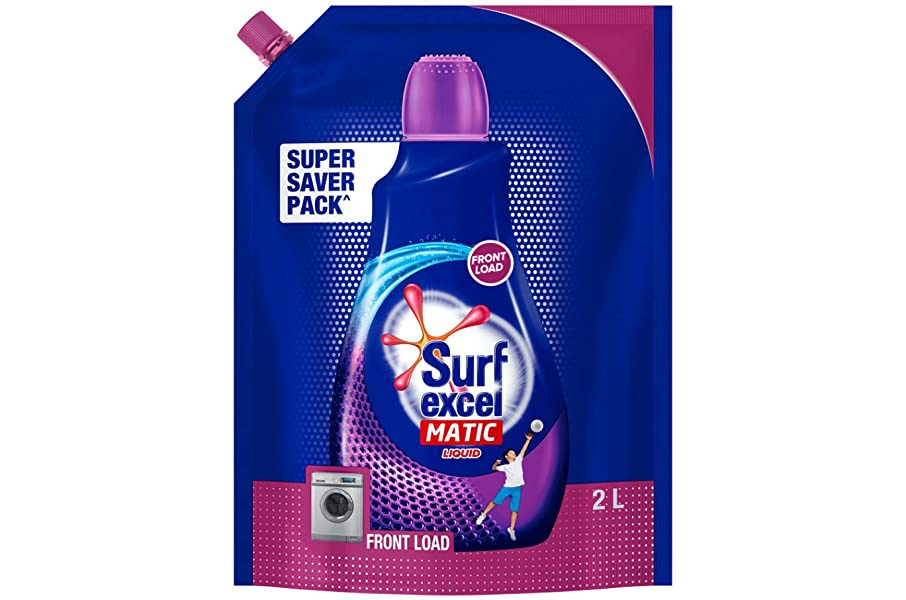 SUPER
SAVER
PACK^
FRONT
LOAD
Surf
excel
MATIC
LIQUID
2 L
FRONT LOAD